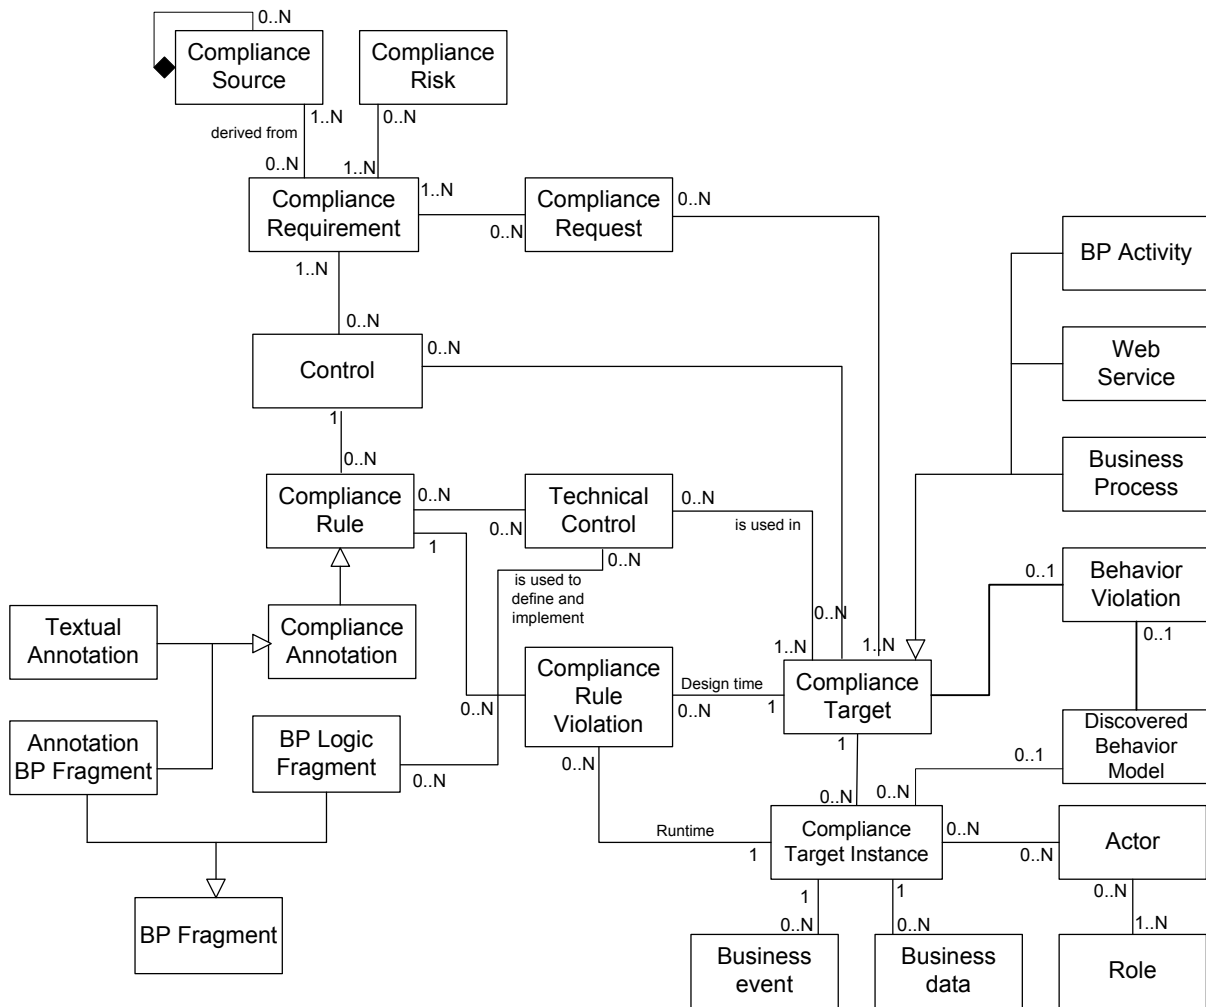 0..N
Compliance
Source
Compliance
Risk
1..N
0..N
derived from
0..N
1..N
Compliance
Requirement
1..N
0..N
Compliance
Request
0..N
1..N
BP Activity
0..N
Control
0..N
Web
Service
1
0..N
Compliance
Rule
0..N
0..N
1
Technical
Control
0..N
0..N
is used in
Business
Process
is used to
define and
implement
0..1
Behavior
Violation
0..1
Textual
Annotation
Compliance
Annotation
0..N
1..N
1..N
Compliance
Rule
Violation
0..N
Design time
0..N
1
Compliance
Target
1
Annotation
BP Fragment
BP Logic
Fragment
0..N
0..N
Discovered
Behavior
Model
0..1
0..N
0..N
Runtime
1
Compliance
Target Instance
0..N
0..N
Actor
0..N
1
1
0..N
0..N
1..N
BP Fragment
Business
event
Business
data
Role